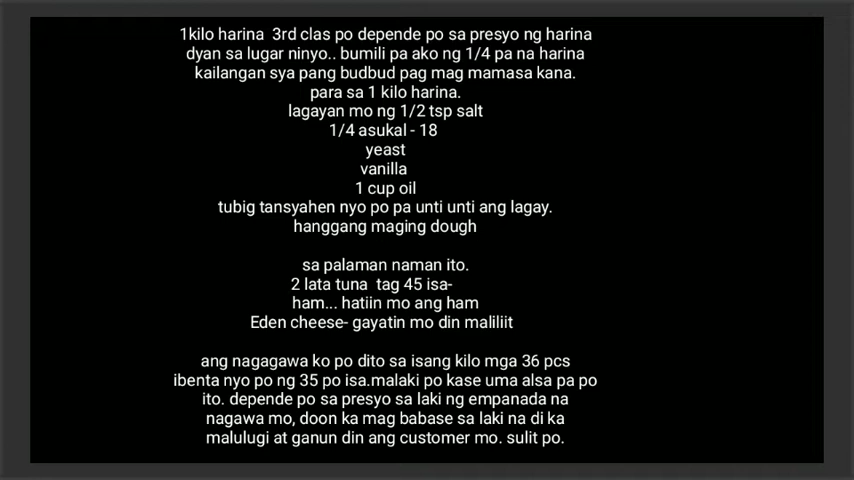 1kilo harina 3rd clas po depende po sa presyo ng harina
dyan sa lugar ninyo.. bumili pa ako ng 1/4 pa na harina
kailangan sya pang budbud pag mag mamasa kana.
para sa 1 kilo harina.
lagayan mo ng 1/2 tsp salt
1/4 asukal - 18
yeast
vanilla
1 cup oil
tubig tansyahen nyo po pa unti unti ang lagay.
hanggang maging dough
sa palaman naman ito.
2 lata tuna tag 45 isa-
ham... hatiin mo ang ham
Eden cheese- gayatin mo din maliliit
ang nagagawa ko po dito sa isang kilo mga 36 pcs
ibenta nyo po ng 35 po isa.malaki po kase uma alsa pa po
ito. depende po sa presyo sa laki ng empanada na
nagawa mo, doon ka mag babase sa laki na di ka
malulugi at ganun din ang customer mo. sulit po.